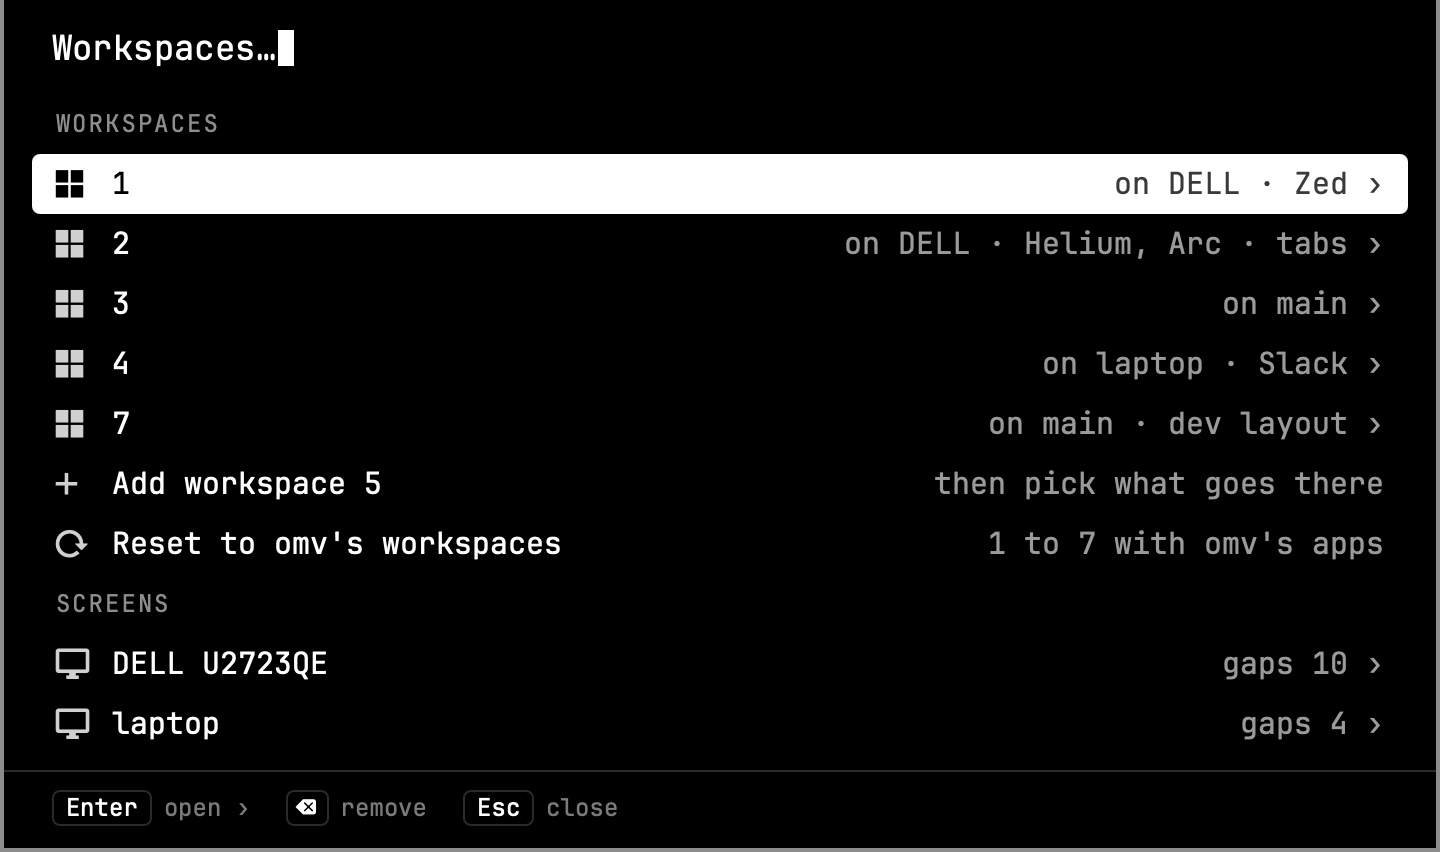 Workspaces…
WORKSPACES
1 on DELL · Zed ›
2 on DELL · Helium, Arc · tabs ›
3 on main ›
4 on laptop · Slack ›
7 on main · dev layout ›
+ Add workspace 5 then pick what goes there
Reset to omv's workspaces 1 to 7 with omv's apps
SCREENS
DELL U2723QE gaps 10 ›
laptop gaps 4 ›
Enter open › ⌫ remove Esc close